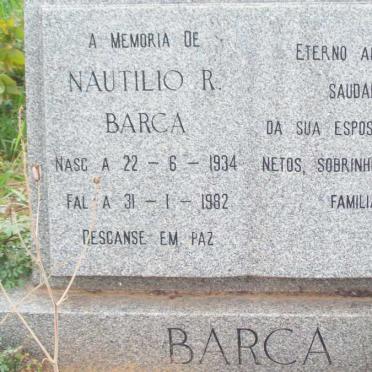 A MEMORIA DE
NAUTILIO R.
BARCA
NASC A 22 - 6 - 1934
FAL A 31 - 1 - 1982
DESCANSE EM PAZ
ETERNO
SAUDA
DA SUA ESPOS
NETOS, SOBRINH
FAMILIA
BARCA